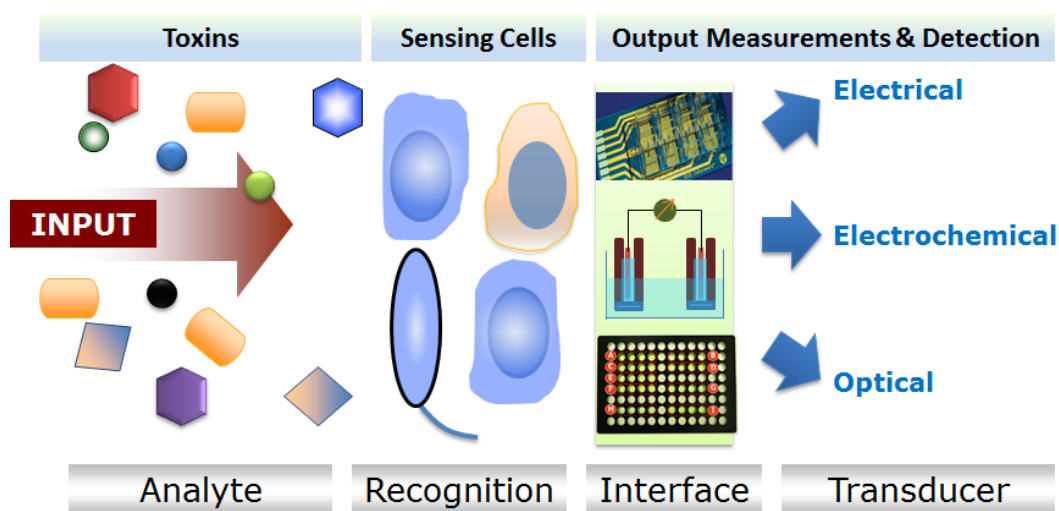 Toxins
Sensing Cells
Output Measurements & Detection
INPUT
Electrical
Electrochemical
Optical
A B
C D
E
F G
H I
Analyte
Recognition
Interface
Transducer